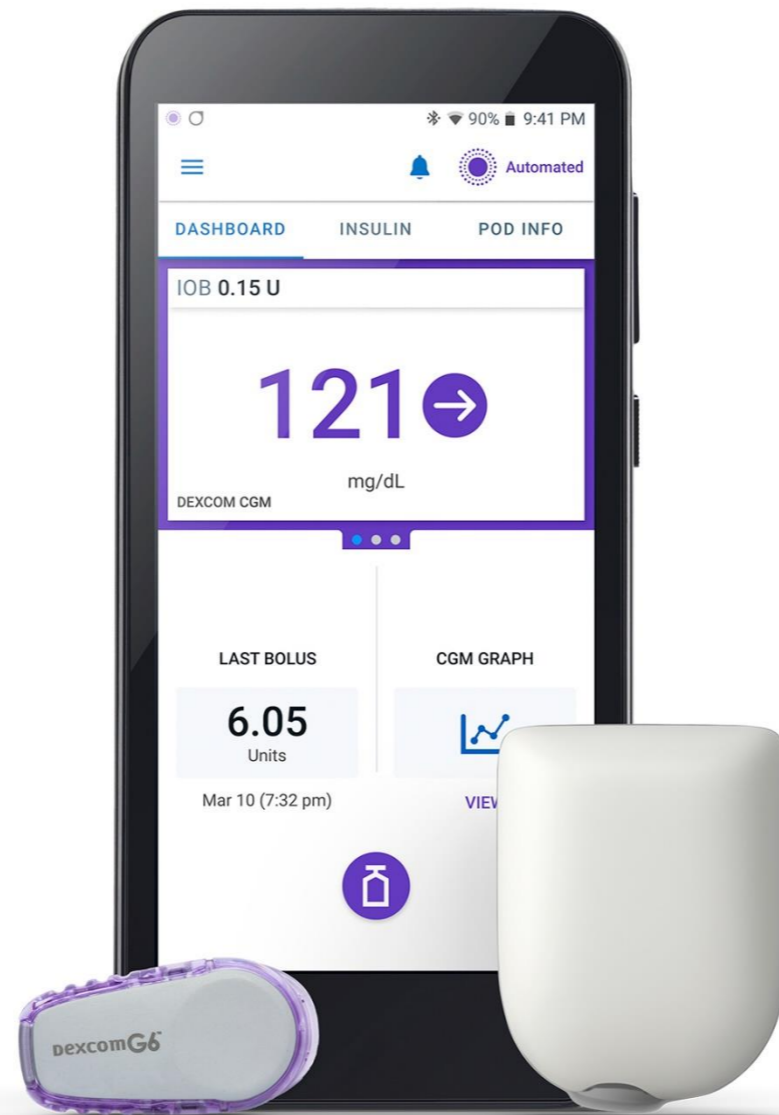 90% 9:41 PM
Automated
DASHBOARD INSULIN POD INFO
IOB 0.15 U
121
mg/dL
DEXCOM CGM
LAST BOLUS CGM GRAPH
6.05
Units
Mar 10 (7:32 pm) VIEW
DexcomG6